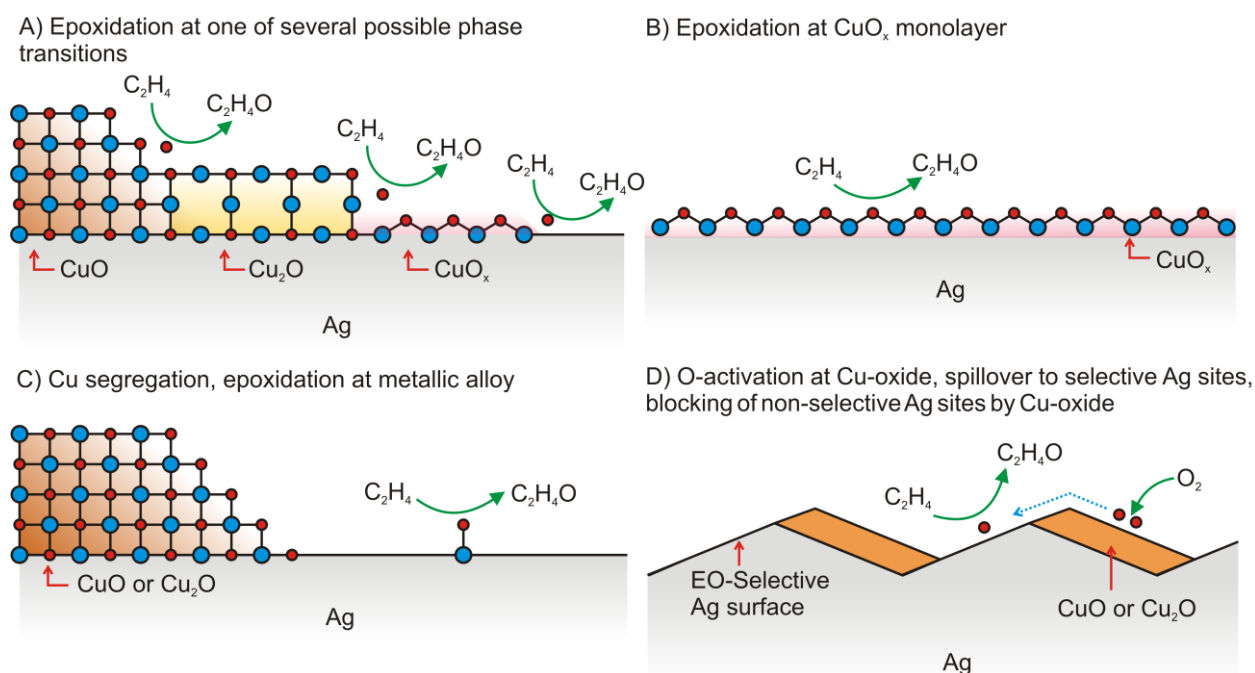 A) Epoxidation at one of several possible phase
transitions
C₂H₄
C₂H₄O
C₂H₄
C₂H₄O
C₂H₄
C₂H₄O
CuO
Cu₂O
CuOₓ
Ag
B) Epoxidation at CuOₓ monolayer
C₂H₄
C₂H₄O
CuOₓ
Ag
C) Cu segregation, epoxidation at metallic alloy
C₂H₄
C₂H₄O
CuO or Cu₂O
Ag
D) O-activation at Cu-oxide, spillover to selective Ag sites,
blocking of non-selective Ag sites by Cu-oxide
C₂H₄O
C₂H₄
O₂
EO-Selective
Ag surface
CuO or Cu₂O
Ag